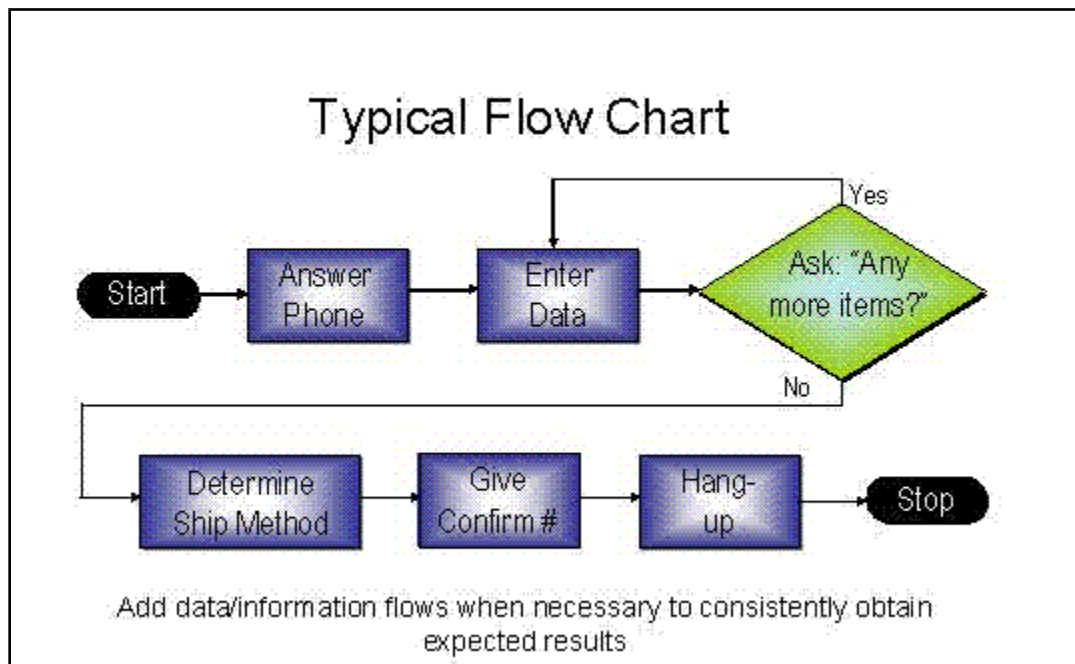 Typical Flow Chart
Yes
Start
Answer
Phone
Enter
Data
Ask: "Any
more items?"
No
Determine
Ship Method
Give
Confirm #
Hang-
up
Stop
Add data/information flows when necessary to consistently obtain
expected results